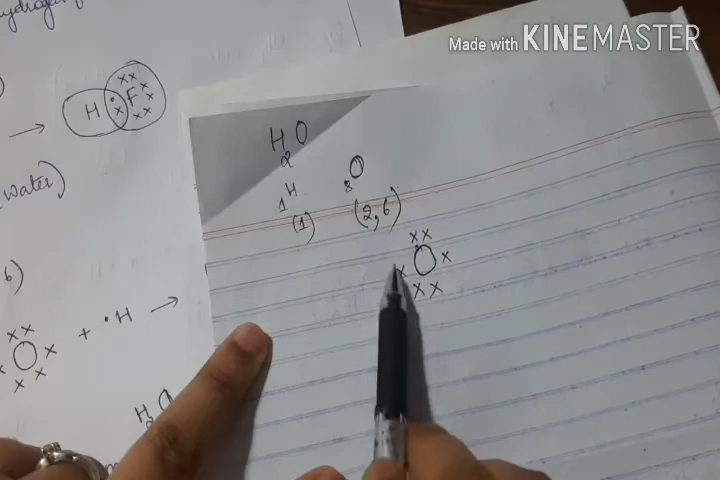 Made with KINEMASTER
hydrogen
H F
(water)
H2O
1H 8O
(1) (2,6)
O
6)
O + •H →
H2O